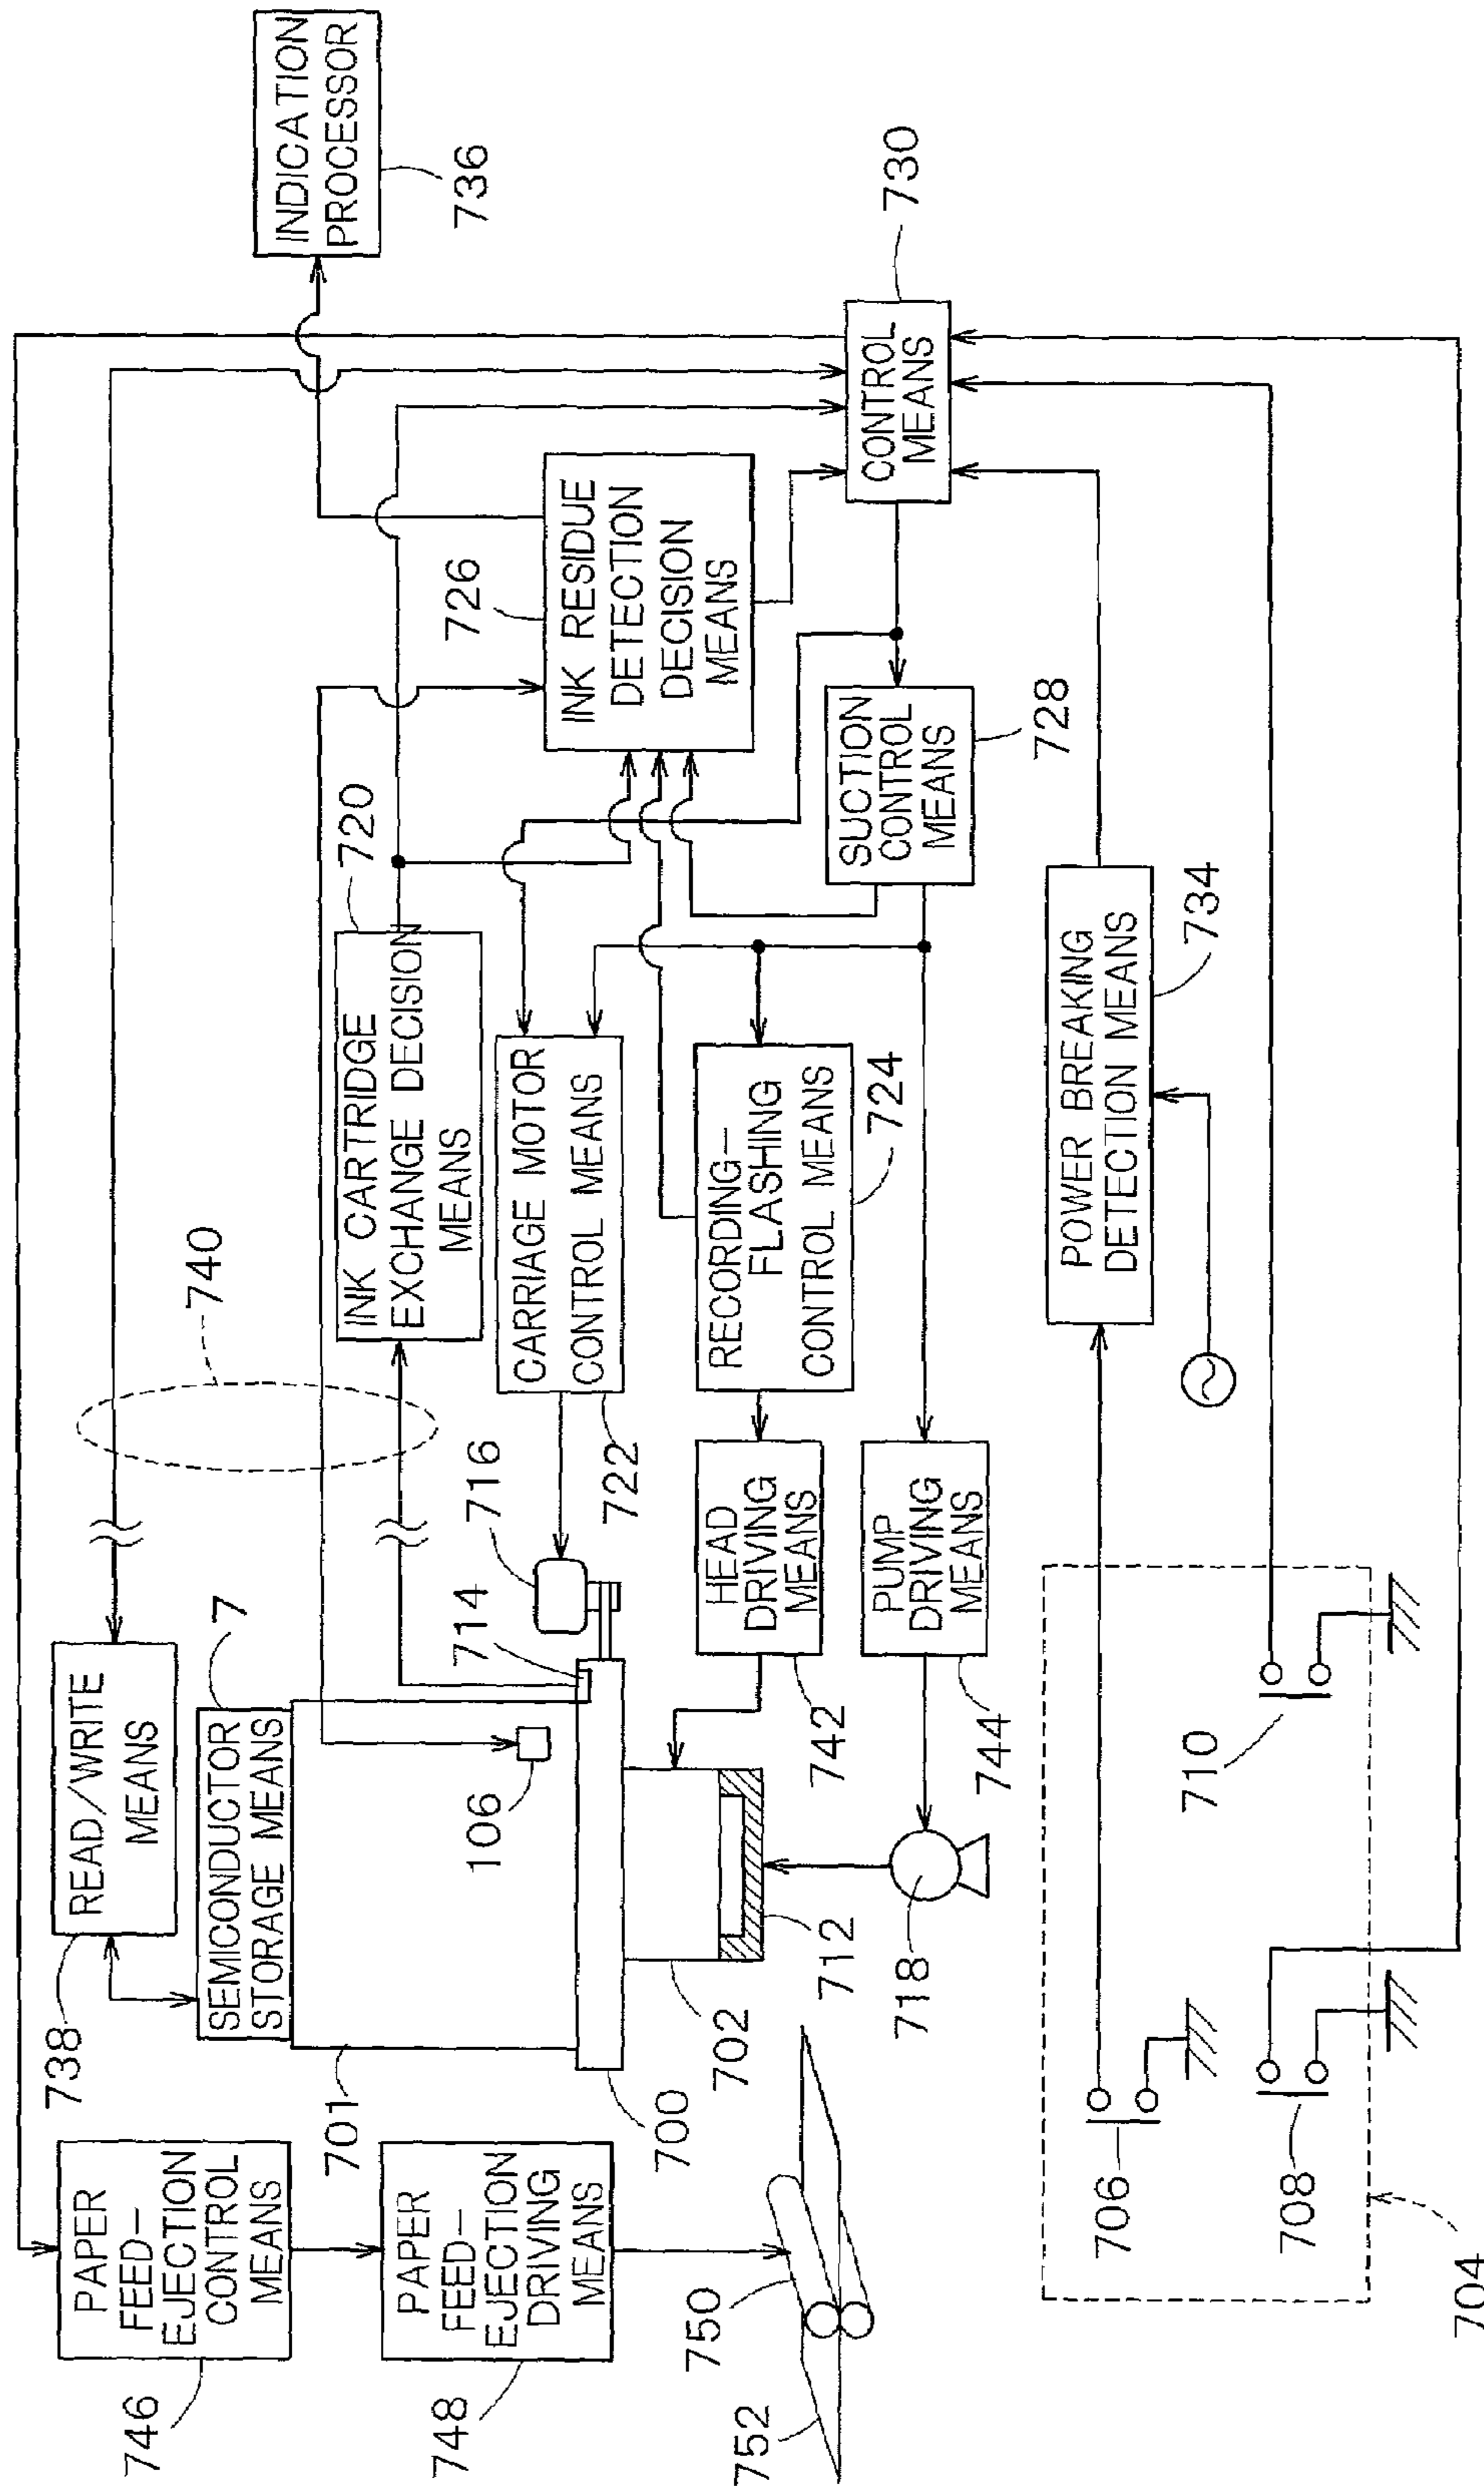 INDICATION
PROCESSOR
736
730
CONTROL
MEANS
726
INK RESIDUE
DETECTION
DECISION
MEANS
728
SUCTION
CONTROL
MEANS
720
INK CARTRIDGE
EXCHANGE DECISION
MEANS
734
POWER BREAKING
DETECTION MEANS
740
CARRIAGE MOTOR
CONTROL MEANS
722
RECORDING-
FLASHING
CONTROL MEANS
724
716
714
HEAD
DRIVING
MEANS
742
PUMP
DRIVING
MEANS
744
READ/WRITE
MEANS
738
7
SEMICONDUCTOR
STORAGE MEANS
106
710
712
718
702
700
701
PAPER
FEED-
EJECTION
CONTROL
MEANS
746
PAPER
FEED-
EJECTION
DRIVING
MEANS
748
750
752
706
708
704